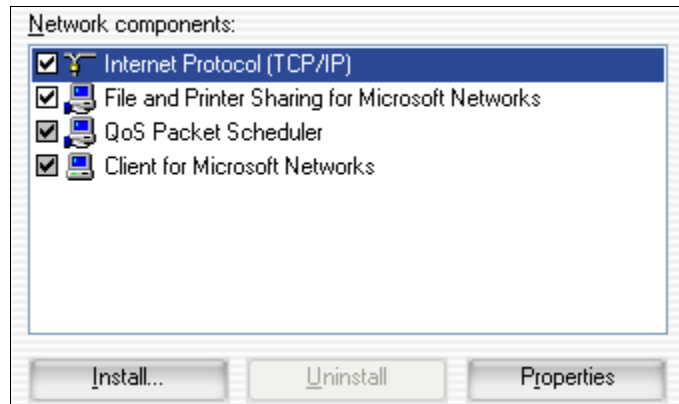 Network components:
Internet Protocol (TCP/IP)
File and Printer Sharing for Microsoft Networks
QoS Packet Scheduler
Client for Microsoft Networks
Install... Uninstall Properties